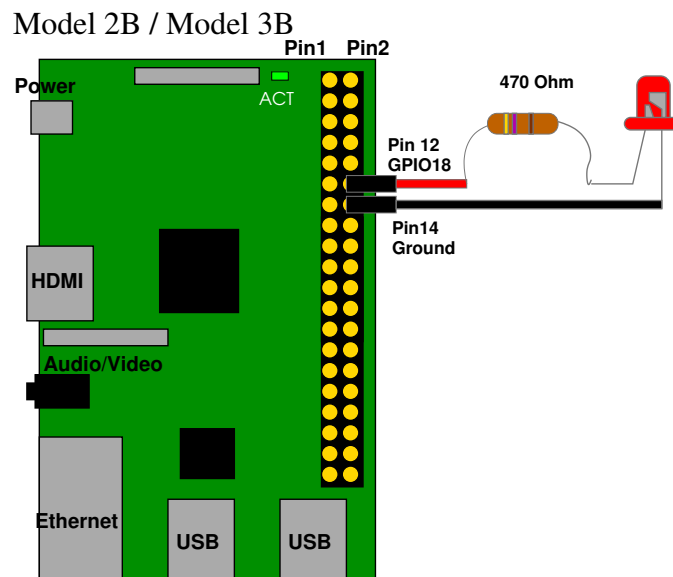 Model 2B / Model 3B
Pin1 Pin2
Power
ACT
470 Ohm
Pin 12
GPIO18
Pin14
Ground
HDMI
Audio/Video
Ethernet
USB
USB